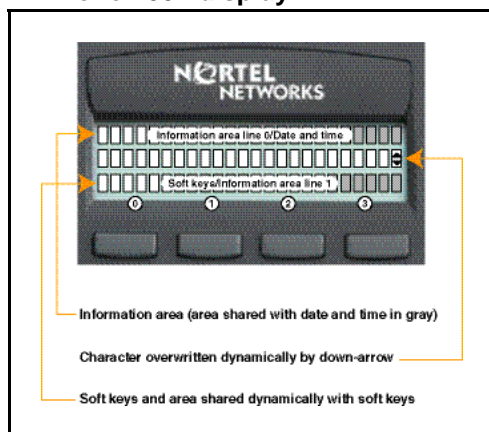 NORTEL
NETWORKS
Information area line 0/Date and time
Soft keys/Information area line 1
0 1 2 3
Information area (area shared with date and time in gray)
Character overwritten dynamically by down-arrow
Soft keys and area shared dynamically with soft keys